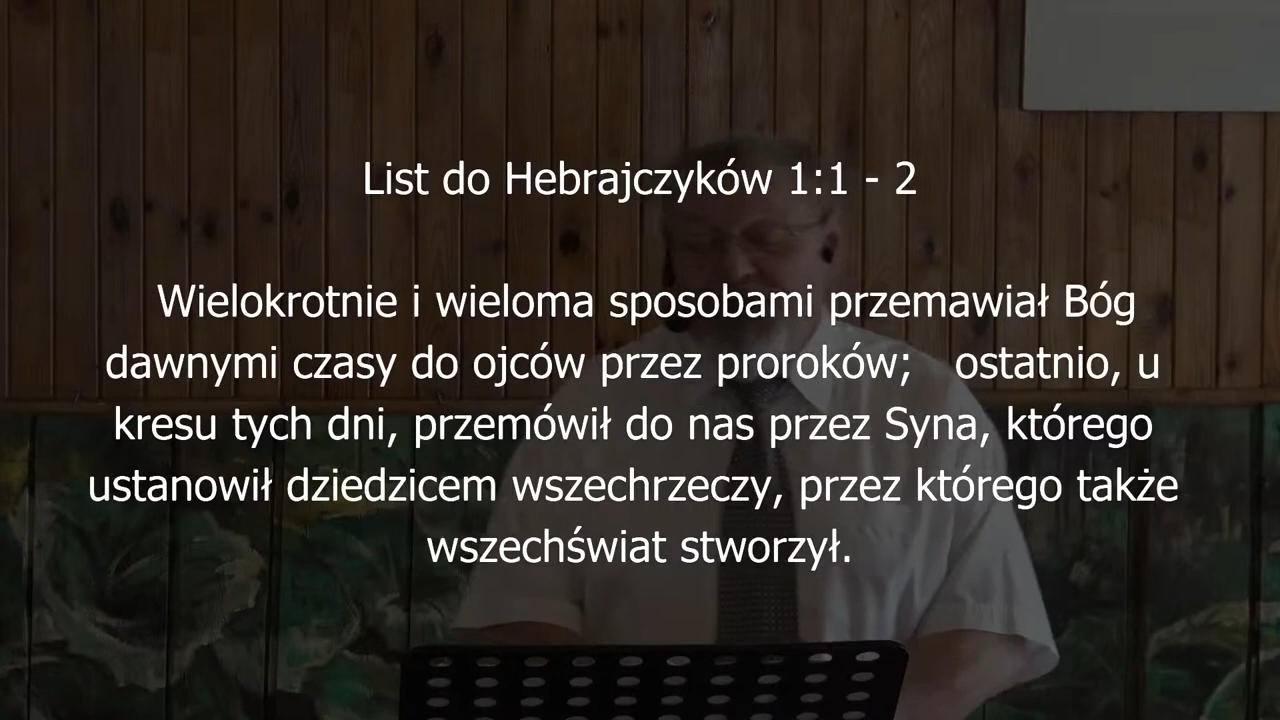 List do Hebrajczyków 1:1 - 2
Wielokrotnie i wieloma sposobami przemawiał Bóg
dawnymi czasy do ojców przez proroków;   ostatnio, u
kresu tych dni, przemówił do nas przez Syna, którego
ustanowił dziedzicem wszechrzeczy, przez którego także
wszechświat stworzył.